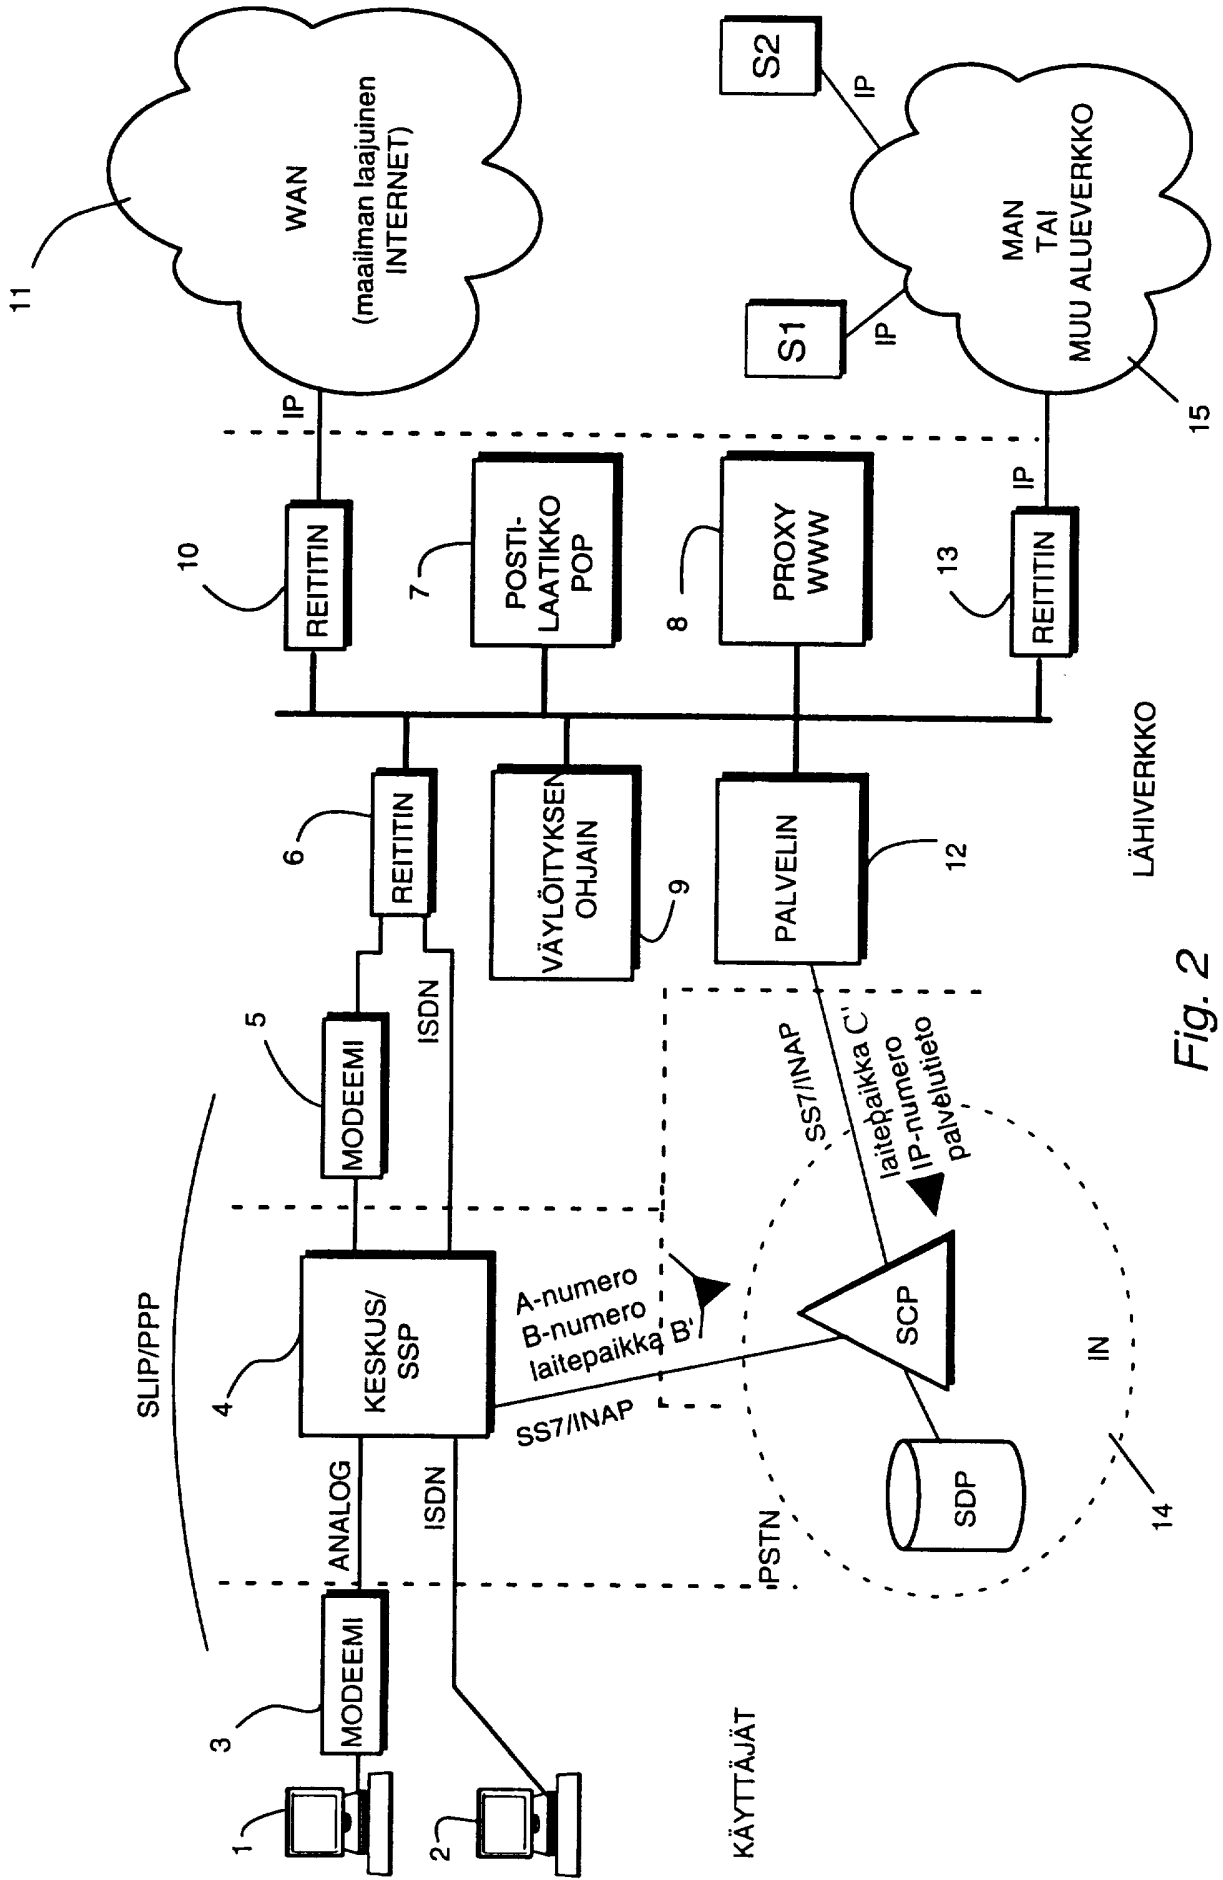 SLIP/PPP
11
WAN
(maailman laajuinen
INTERNET)
1
3
MODEEMI
ANALOG
4
KESKUS/
SSP
5
MODEEMI
6
REITITIN
10
REITITIN
IP
2
ISDN
ISDN
VÄYLÖITYKSEN
OHJAIN
9
7
POSTI-
LAATIKKO
POP
SS7/INAP
A-numero
B-numero
laitepaikka B'
PALVELIN
12
8
PROXY
WWW
S1
IP
S2
IP
KÄYTTÄJÄT
PSTN
SS7/INAP
laitepaikka C'
IP-numero
palvelutieto
SDP
SCP
IN
14
13
REITITIN
IP
MAN
TAI
MUU ALUEVERKKO
15
LÄHIVERKKO
Fig. 2